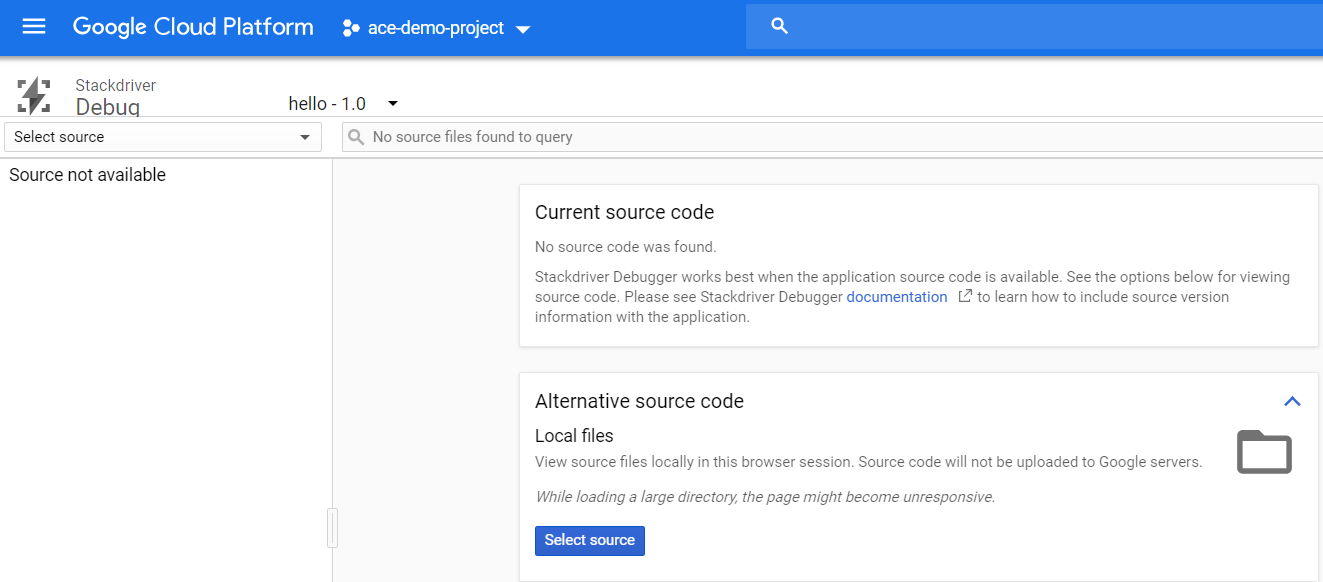 Google Cloud Platform ace-demo-project
Stackdriver
Debug hello - 1.0
Select source No source files found to query
Source not available
Current source code
No source code was found.
Stackdriver Debugger works best when the application source code is available. See the options below for viewing
source code. Please see Stackdriver Debugger documentation to learn how to include source version
information with the application.
Alternative source code
Local files
View source files locally in this browser session. Source code will not be uploaded to Google servers.
While loading a large directory, the page might become unresponsive.
Select source